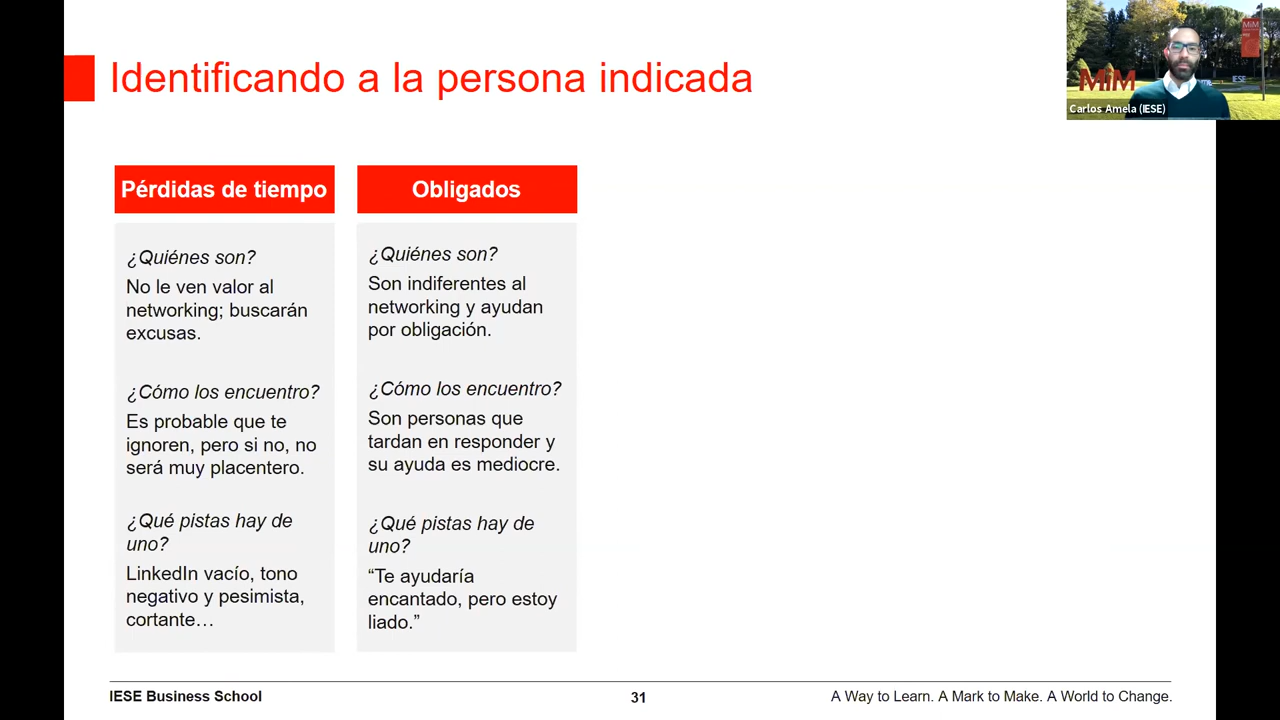 Identificando a la persona indicada
MiM
IESE
Carlos Amela (IESE)
Pérdidas de tiempo
¿Quiénes son?
No le ven valor al
networking; buscarán
excusas.
¿Cómo los encuentro?
Es probable que te
ignoren, pero si no, no
será muy placentero.
¿Qué pistas hay de
uno?
LinkedIn vacío, tono
negativo y pesimista,
cortante…
Obligados
¿Quiénes son?
Son indiferentes al
networking y ayudan
por obligación.
¿Cómo los encuentro?
Son personas que
tardan en responder y
su ayuda es mediocre.
¿Qué pistas hay de
uno?
“Te ayudaría
encantado, pero estoy
liado.”
IESE Business School
31
A Way to Learn. A Mark to Make. A World to Change.